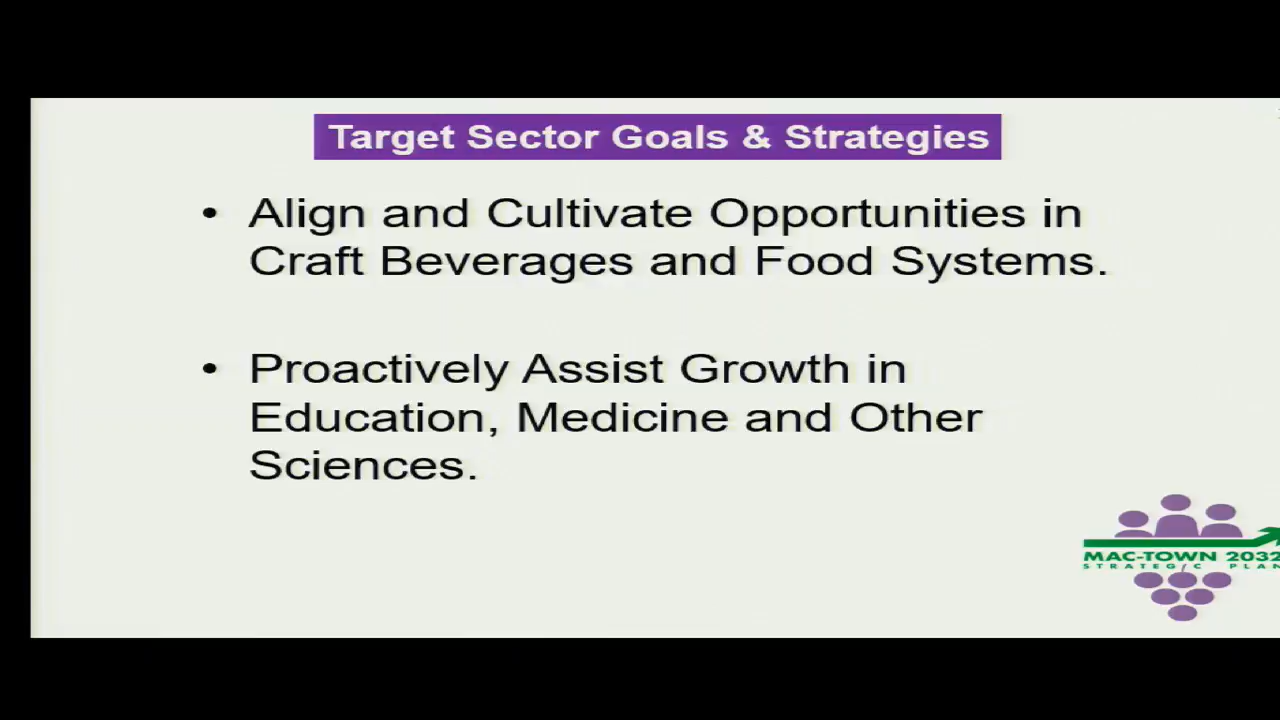 Target Sector Goals & Strategies
• Align and Cultivate Opportunities in
Craft Beverages and Food Systems.
• Proactively Assist Growth in
Education, Medicine and Other
Sciences.
MAC-TOWN 2032
STRATEGIC PLAN